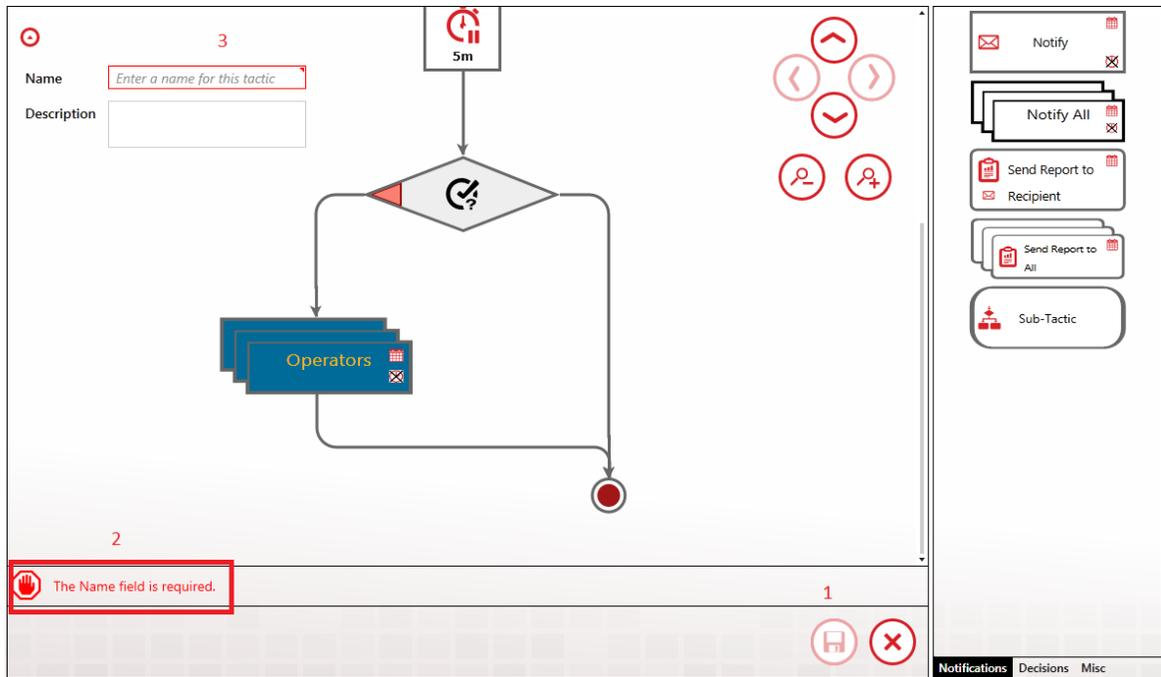 3
Name
Enter a name for this tactic
Description
5m
?
Operators
2
The Name field is required.
1
Notify
Notify All
Send Report to
Recipient
Send Report to
All
Sub-Tactic
Notifications Decisions Misc